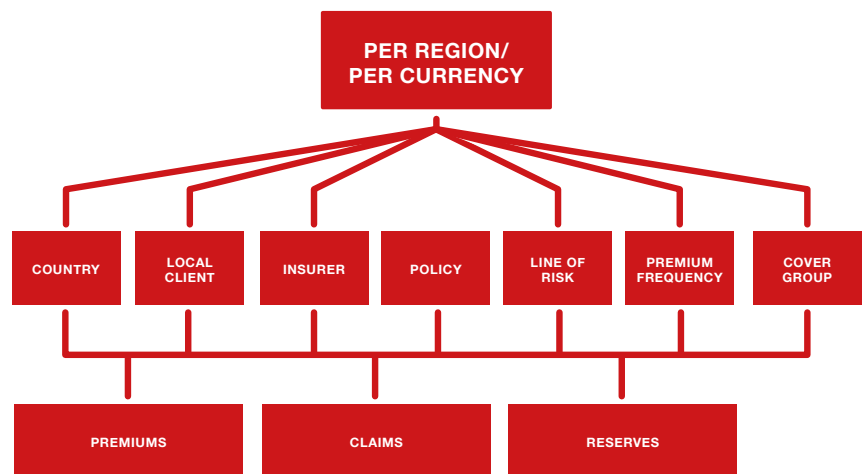 PER REGION/
PER CURRENCY
COUNTRY
LOCAL
CLIENT
INSURER
POLICY
LINE OF
RISK
PREMIUM
FREQUENCY
COVER
GROUP
PREMIUMS
CLAIMS
RESERVES